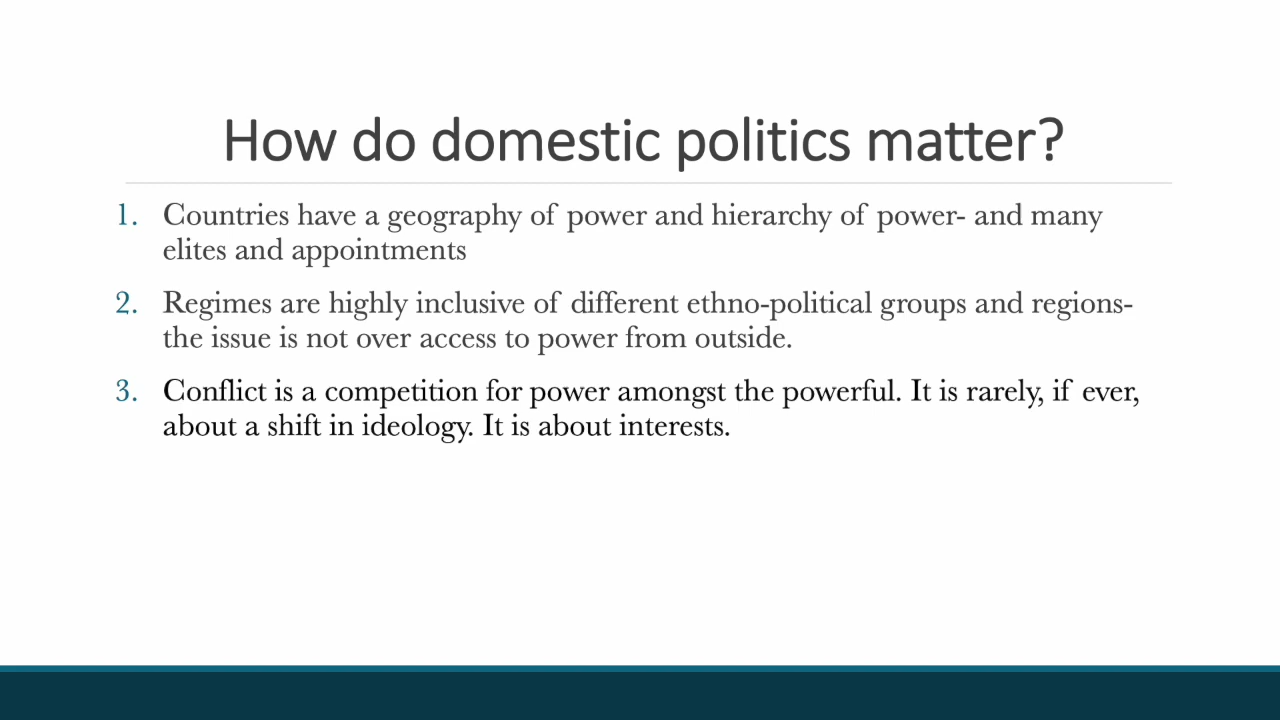 How do domestic politics matter?
1. Countries have a geography of power and hierarchy of power- and many
elites and appointments
2. Regimes are highly inclusive of different ethno-political groups and regions-
the issue is not over access to power from outside.
3. Conflict is a competition for power amongst the powerful. It is rarely, if ever,
about a shift in ideology. It is about interests.